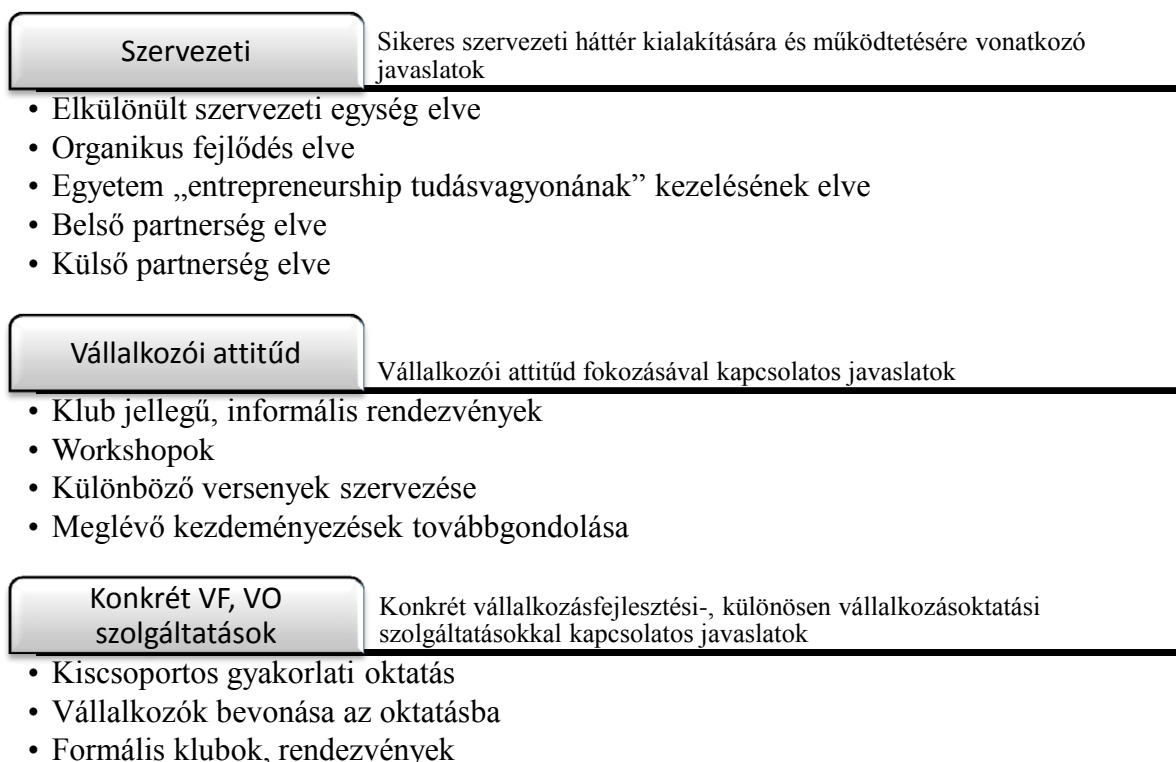 Szervezeti
Sikeres szervezeti háttér kialakítására és működtetésére vonatkozó
javaslatok
• Elkülönült szervezeti egység elve
• Organikus fejlődés elve
• Egyetem „entrepreneurship tudásvagyonának” kezelésének elve
• Belső partnerség elve
• Külső partnerség elve
Vállalkozói attitűd
Vállalkozói attitűd fokozásával kapcsolatos javaslatok
• Klub jellegű, informális rendezvények
• Workshopok
• Különböző versenyek szervezése
• Meglévő kezdeményezések továbbgondolása
Konkrét VF, VO
szolgáltatások
Konkrét vállalkozásfejlesztési-, különösen vállalkozásoktatási
szolgáltatásokkal kapcsolatos javaslatok
• Kiscsoportos gyakorlati oktatás
• Vállalkozók bevonása az oktatásba
• Formális klubok, rendezvények